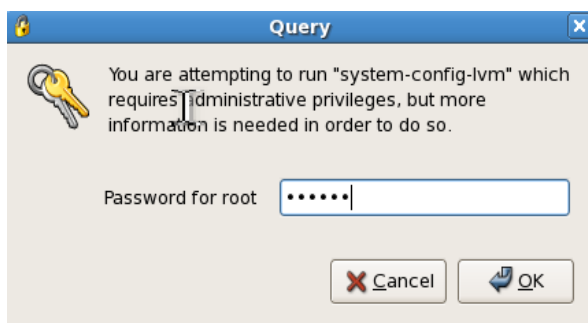 Query
You are attempting to run "system-config-lvm" which
requires administrative privileges, but more
information is needed in order to do so.
Password for root ••••••
Cancel OK